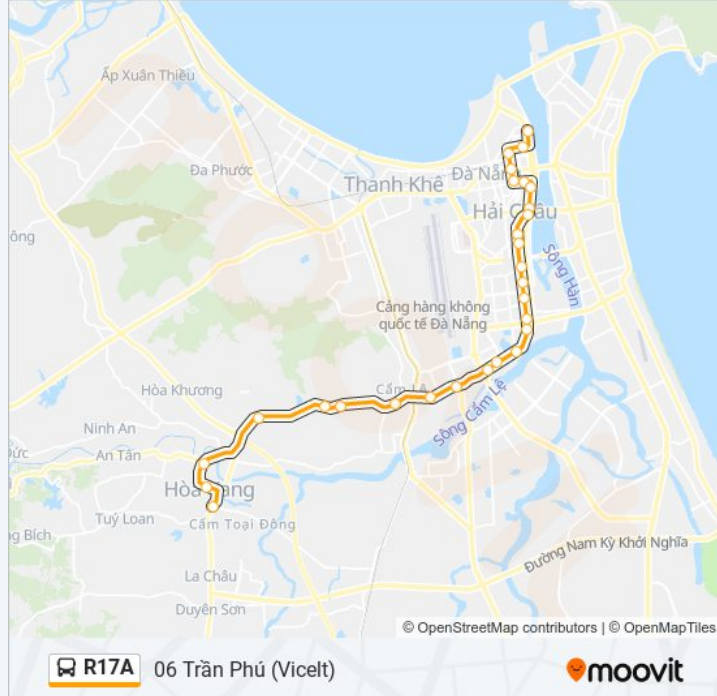 Ấp Xuân Thiều
Đa Phước
Thanh Khê
Đà Nẵng
Hải Châu
ông
Sông Hàn
Cảng hàng không
quốc tế Đà Nẵng
Hòa Khương
Cẩm Lệ
Sông Cẩm Lệ
Ninh An
Đức
An Tân
Hòa Vang
Tuý Loan
Cẩm Toại Đông
ng Bích
Đường Nam Kỳ Khởi Nghĩa
La Châu
Duyên Sơn
© OpenStreetMap contributors | © OpenMapTiles
R17A 06 Trần Phú (Vicelt) moovit